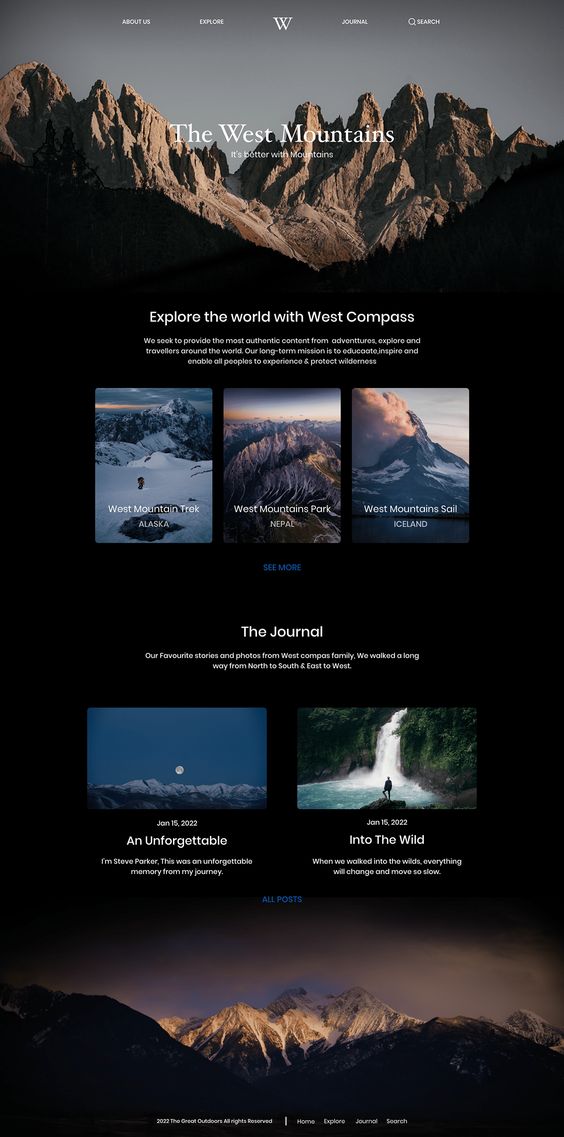 ABOUT US EXPLORE W JOURNAL SEARCH
The West Mountains
It's better with Mountains
Explore the world with West Compass
We seek to provide the most authentic content from adventtures, explore and
travellers around the world. Our long-term mission is to educaate,inspire and
enable all peoples to experience & protect wilderness
West Mountain Trek
ALASKA
West Mountains Park
NEPAL
West Mountains Sail
ICELAND
SEE MORE
The Journal
Our Favourite stories and photos from West compas family, We walked a long
way from North to South & East to West.
Jan 15, 2022
An Unforgettable
I'm Steve Parker, This was an unforgettable
memory from my journey.
Jan 15, 2022
Into The Wild
When we walked into the wilds, everything
will change and move so slow.
ALL POSTS
2022 The Great Outdoors All rights Reserved | Home Explore Journal Search